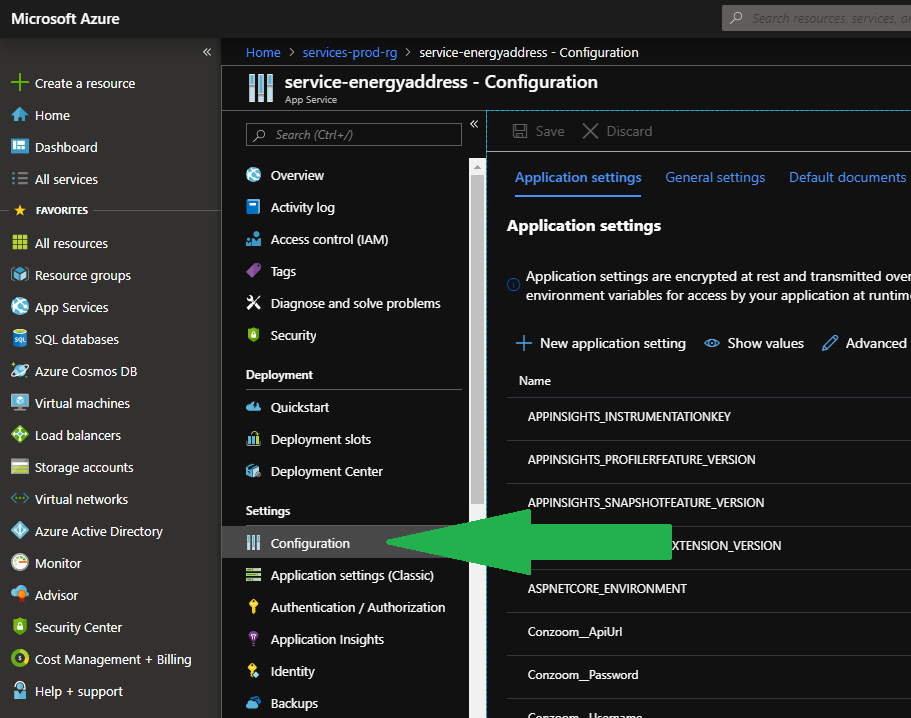 Microsoft Azure
Search resources, services, a
«
Create a resource
Home
Dashboard
All services
FAVORITES
All resources
Resource groups
App Services
SQL databases
Azure Cosmos DB
Virtual machines
Load balancers
Storage accounts
Virtual networks
Azure Active Directory
Monitor
Advisor
Security Center
Cost Management + Billing
Help + support
Home > services-prod-rg > service-energyaddress - Configuration
service-energyaddress - Configuration
App Service
Search (Ctrl+/)
«
Overview
Activity log
Access control (IAM)
Tags
Diagnose and solve problems
Security
Deployment
Quickstart
Deployment slots
Deployment Center
Settings
Configuration
Application settings (Classic)
Authentication / Authorization
Application Insights
Identity
Backups
Save Discard
Application settings General settings Default documents
Application settings
Application settings are encrypted at rest and transmitted over
environment variables for access by your application at runtime
New application setting Show values Advanced
Name
APPINSIGHTS_INSTRUMENTATIONKEY
APPINSIGHTS_PROFILERFEATURE_VERSION
APPINSIGHTS_SNAPSHOTFEATURE_VERSION
XTENSION_VERSION
ASPNETCORE_ENVIRONMENT
Conzoom__ApiUrl
Conzoom__Password
Conzoom__Username